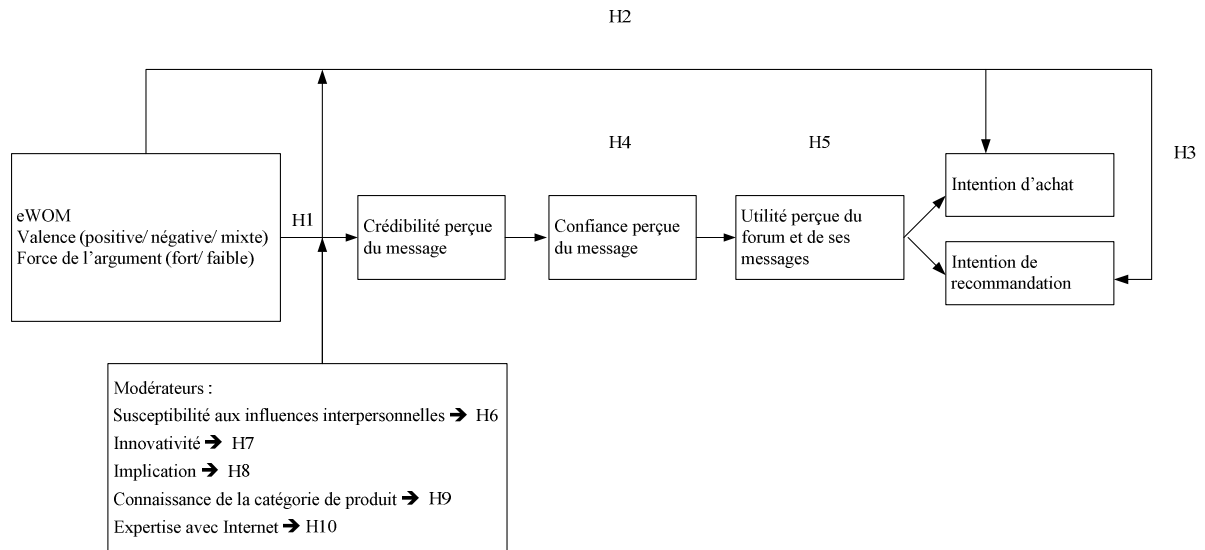 H2
H4
H5
H3
eWOM
Valence (positive/ négative/ mixte)
Force de l'argument (fort/ faible)
H1
Crédibilité perçue
du message
Confiance perçue
du message
Utilité perçue du
forum et de ses
messages
Intention d'achat
Intention de
recommandation
Modérateurs :
Susceptibilité aux influences interpersonnelles ➔ H6
Innovativité ➔ H7
Implication ➔ H8
Connaissance de la catégorie de produit ➔ H9
Expertise avec Internet ➔ H10